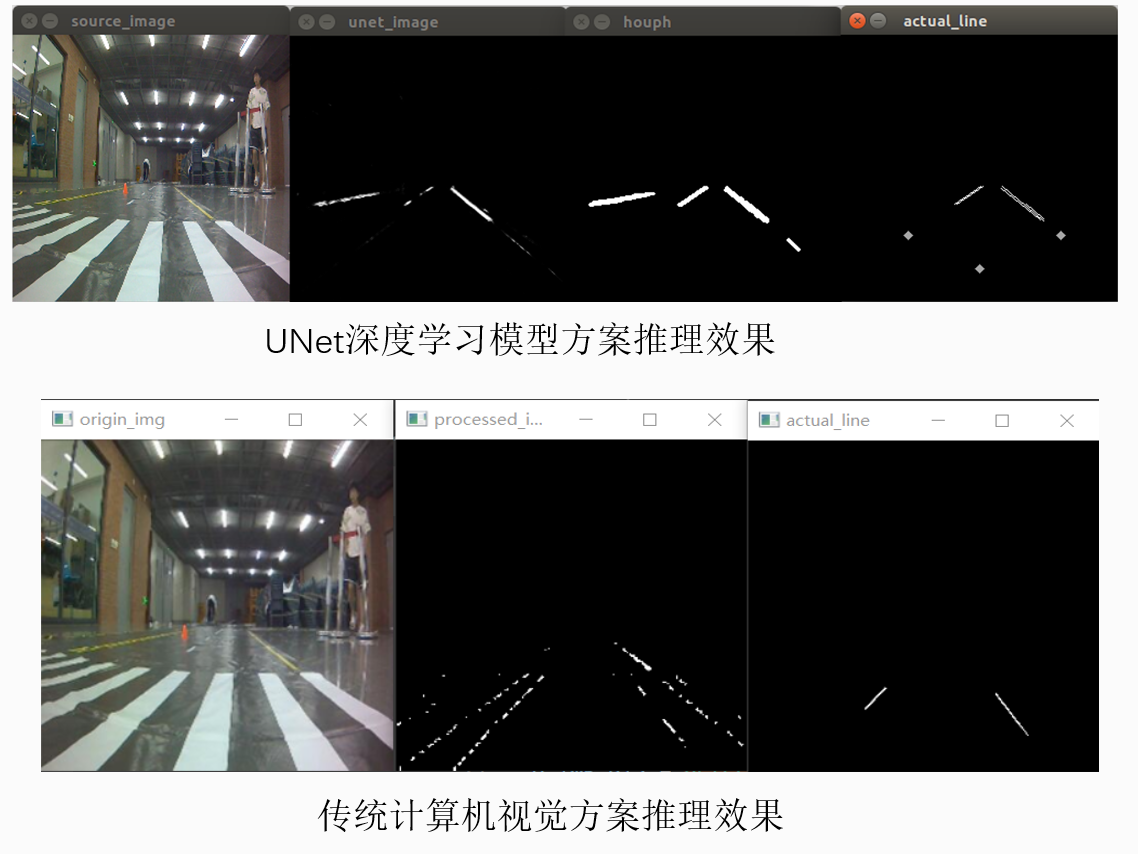 source_image
unet_image
houph
actual_line
UNet深度学习模型方案推理效果
origin_img
processed_i...
actual_line
传统计算机视觉方案推理效果